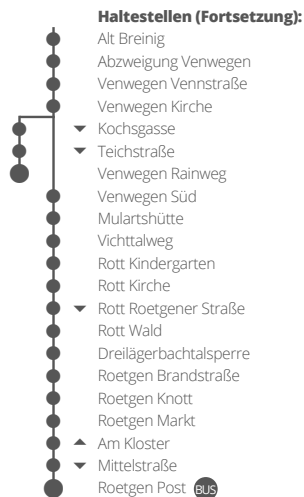 Haltestellen (Fortsetzung):
Alt Breinig
Abzweigung Venwegen
Venwegen Vennstraße
Venwegen Kirche
Kochsgasse
Teichstraße
Venwegen Rainweg
Venwegen Süd
Mulartshütte
Vichttalweg
Rott Kindergarten
Rott Kirche
Rott Roetgener Straße
Rott Wald
Dreilägerbachtalsperre
Roetgen Brandstraße
Roetgen Knott
Roetgen Markt
Am Kloster
Mittelstraße
Roetgen Post BUS